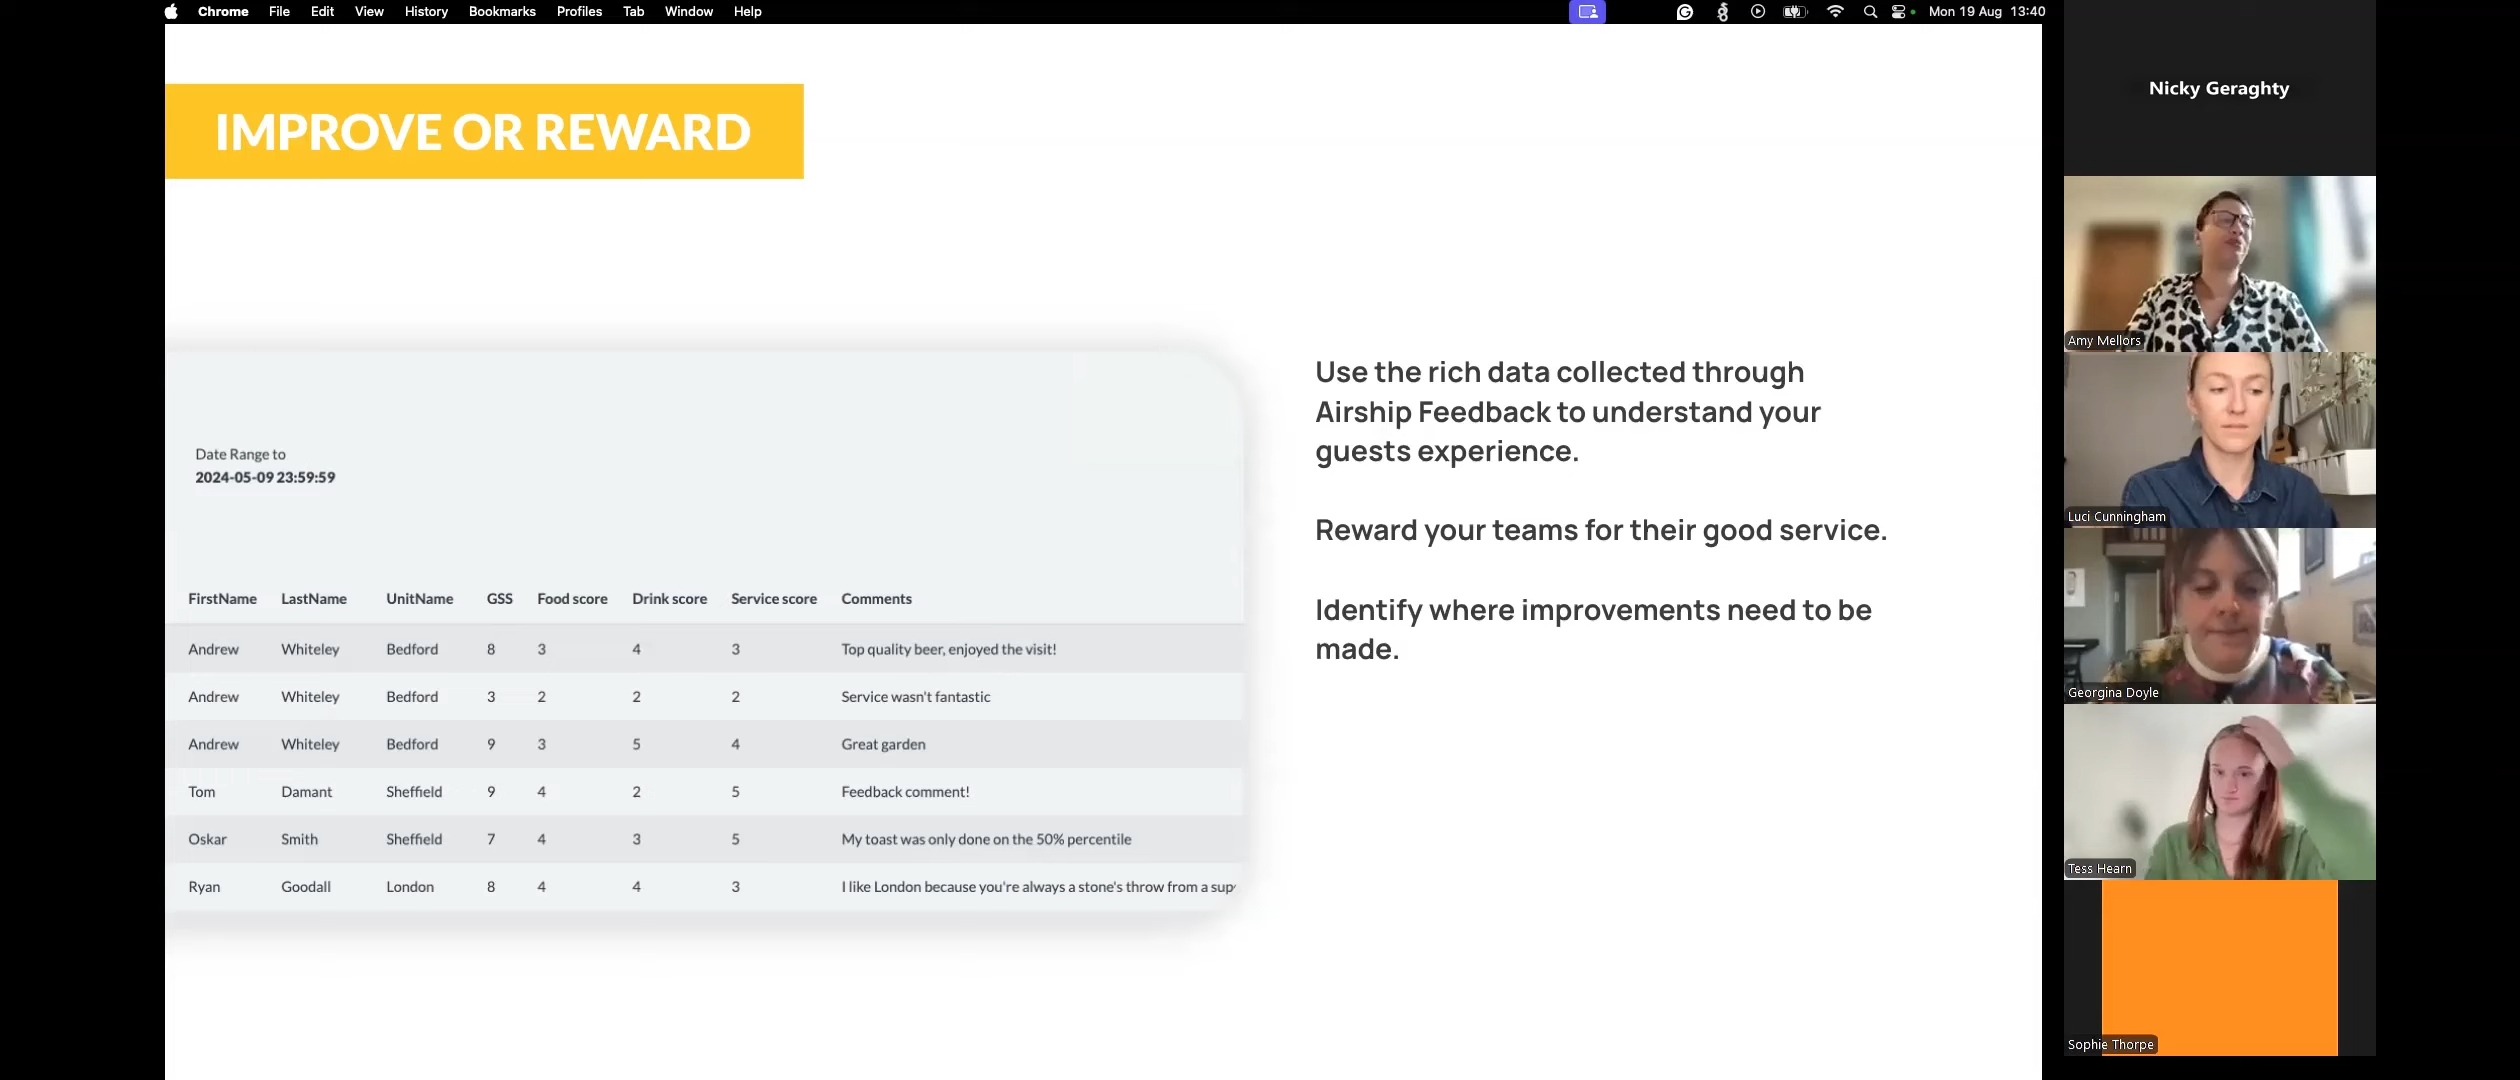 Chrome File Edit View History Bookmarks Profiles Tab Window Help Mon 19 Aug 13:40
IMPROVE OR REWARD
Date Range to
2024-05-09 23:59:59
FirstName LastName UnitName GSS Food score Drink score Service score Comments
Andrew Whiteley Bedford 8 3 4 3 Top quality beer, enjoyed the visit!
Andrew Whiteley Bedford 3 2 2 2 Service wasn't fantastic
Andrew Whiteley Bedford 9 3 5 4 Great garden
Tom Damant Sheffield 9 4 2 5 Feedback comment!
Oskar Smith Sheffield 7 4 3 5 My toast was only done on the 50% percentile
Ryan Goodall London 8 4 4 3 I like London because you're always a stone's throw from a
Use the rich data collected through
Airship Feedback to understand your
guests experience.
Reward your teams for their good service.
Identify where improvements need to be
made.
Nicky Geraghty
Amy Mellors
Luci Cunningham
Georgina Doyle
Tess Hearn
Sophie Thorpe